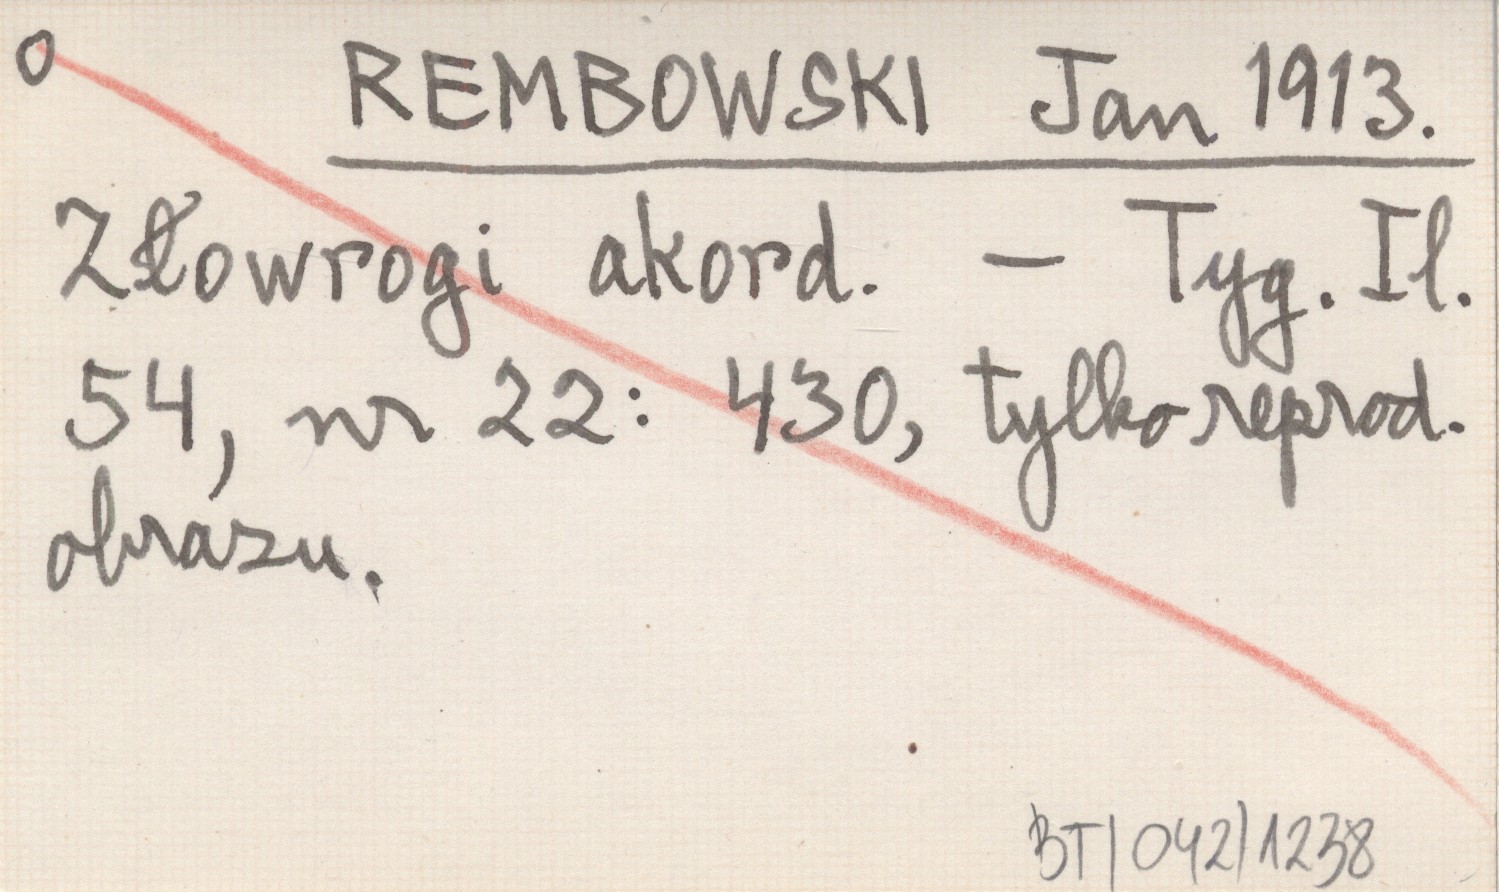 O REMBOWSKI Jan 1913.
Złowrogi akord. – Tyg. Il.
54, nr 22: 430, tylko reprod.
obrazu.
BT/042/1238